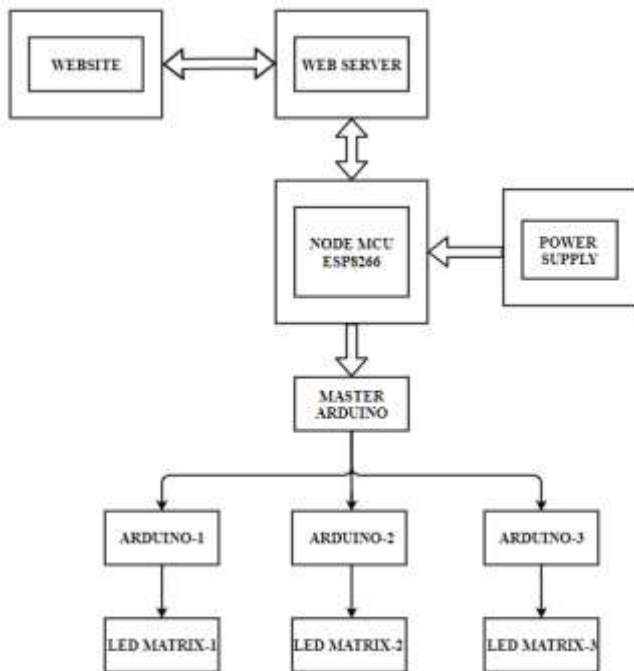 WEBSITE
WEB SERVER
NODE MCU
ESP8266
POWER
SUPPLY
MASTER
ARDUINO
ARDUINO-1
ARDUINO-2
ARDUINO-3
LED MATRIX-1
LED MATRIX-2
LED MATRIX-3